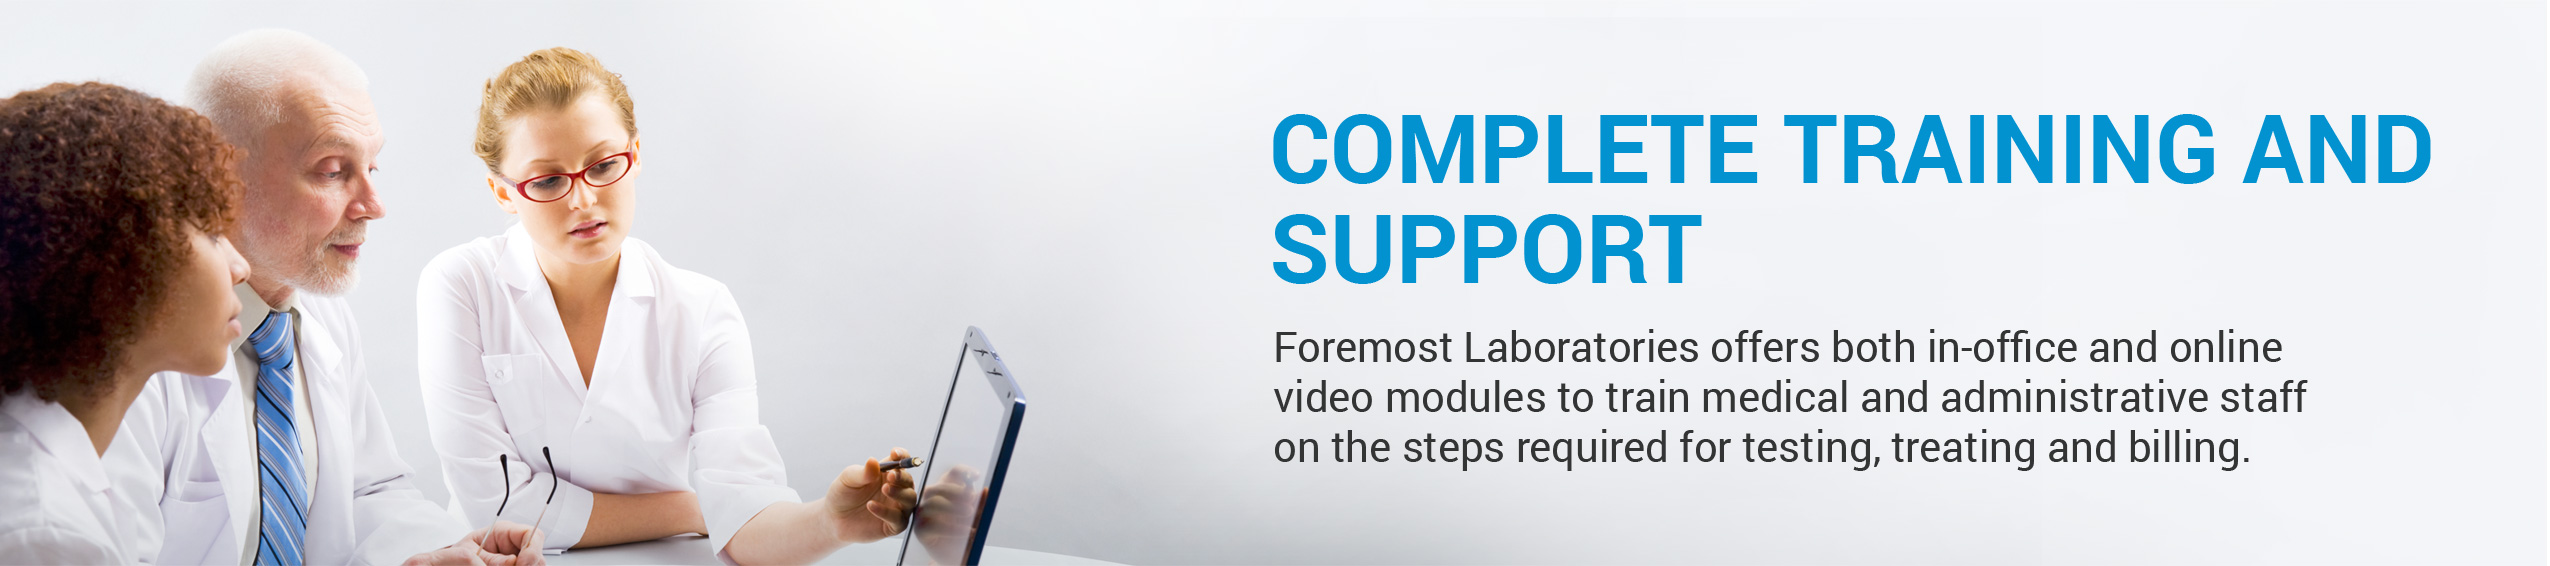 COMPLETE TRAINING AND
SUPPORT
Foremost Laboratories offers both in-office and online
video modules to train medical and administrative staff
on the steps required for testing, treating and billing.